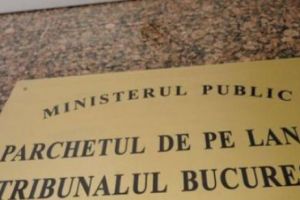 MINISTERUL PUBLIC
PARCHETUL DE PE LAN
TRIBUNALUL BUCURE